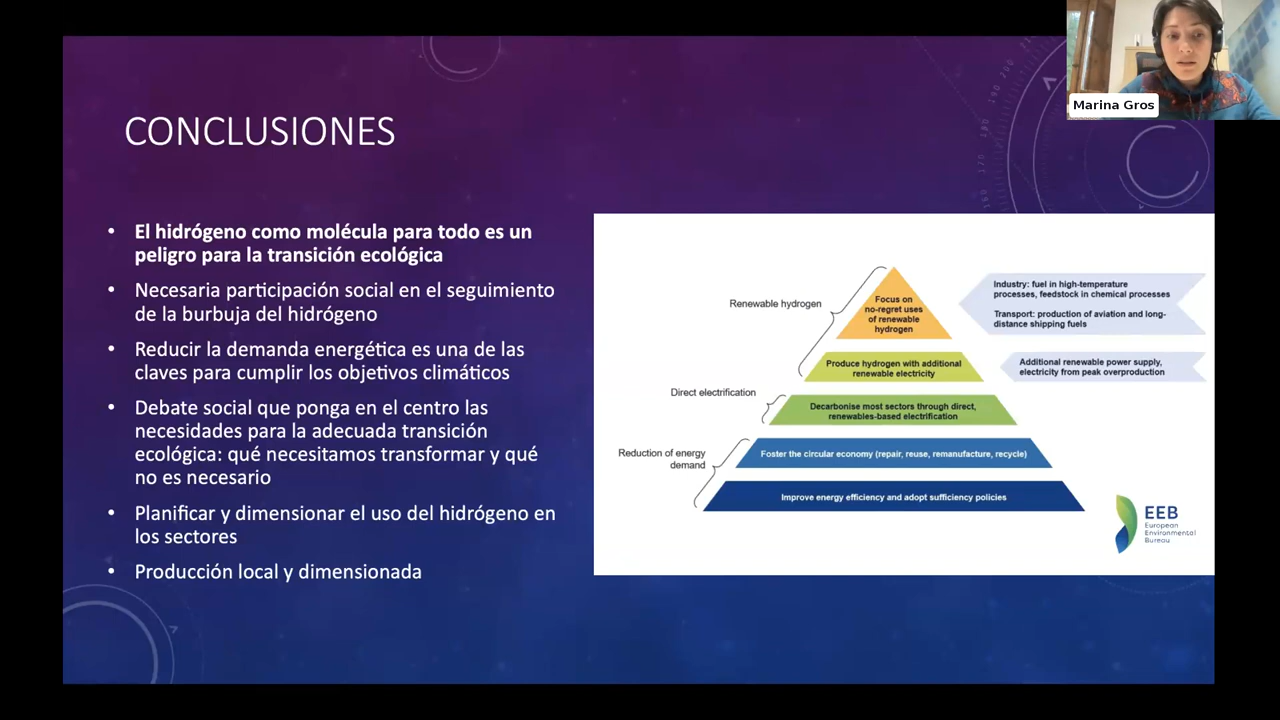 Marina Gros
CONCLUSIONES
• El hidrógeno como molécula para todo es un
peligro para la transición ecológica
• Necesaria participación social en el seguimiento
de la burbuja del hidrógeno
• Reducir la demanda energética es una de las
claves para cumplir los objetivos climáticos
• Debate social que ponga en el centro las
necesidades para la adecuada transición
ecológica: qué necesitamos transformar y qué
no es necesario
• Planificar y dimensionar el uso del hidrógeno en
los sectores
• Producción local y dimensionada
Renewable hydrogen
Focus on
no-regret uses
of renewable
hydrogen
Industry: fuel in high-temperature
processes, feedstock in chemical processes
Transport: production of aviation and long-
distance shipping fuels
Produce hydrogen with additional
renewable electricity
Additional renewable power supply,
electricity from peak overproduction
Direct electrification
Decarbonise most sectors through direct,
renewables-based electrification
Reduction of energy
demand
Foster the circular economy (repair, reuse, remanufacture, recycle)
Improve energy efficiency and adopt sufficiency policies
EEB
European
Environmental
Bureau